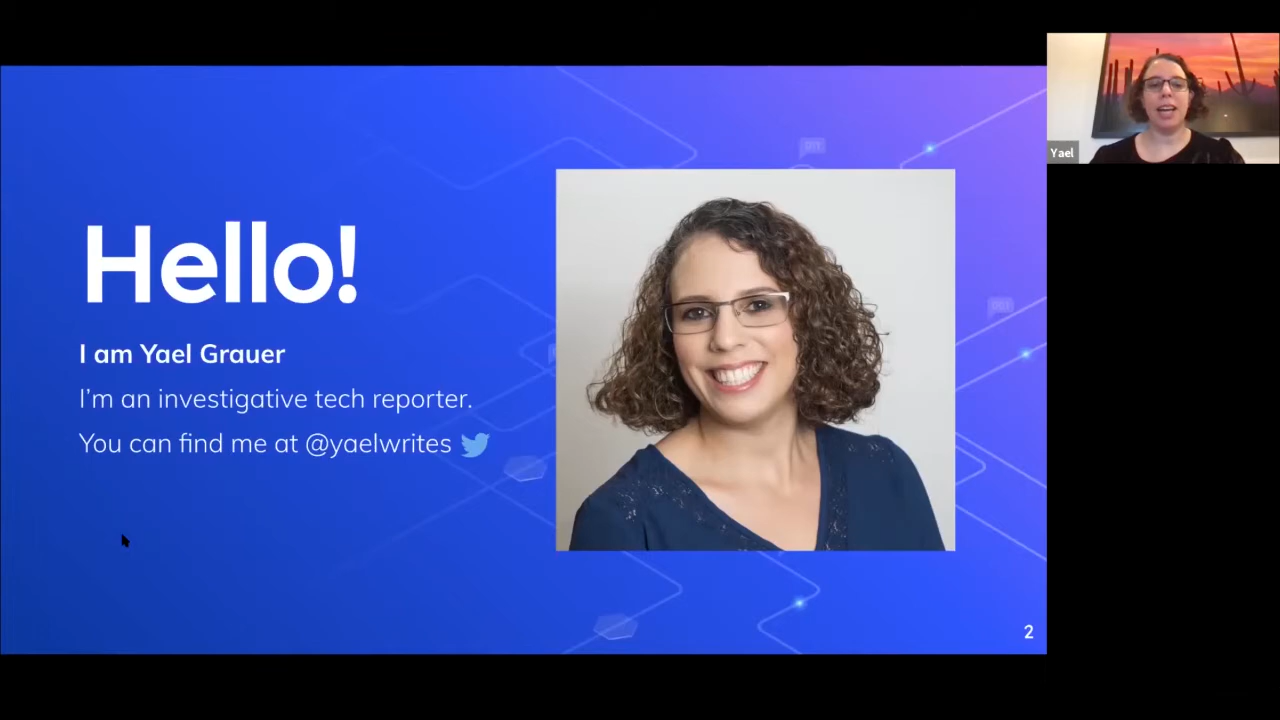 Hello!
I am Yael Grauer
I'm an investigative tech reporter.
You can find me at @yaelwrites
Yael
2